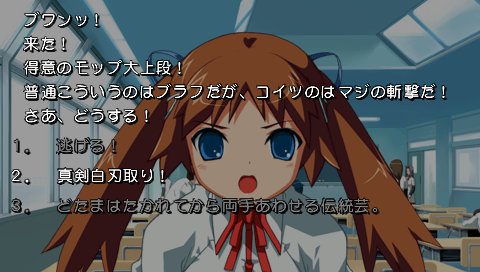 ブワンッ！
来た！
得意のモップ大上段！
普通こういうのはブラフだが、コイツのはマジの斬撃だ！
さあ、どうする！
1． 逃げる！
2． 真剣白刃取り！
3． どたまはたかれてから両手あわせる伝統芸。